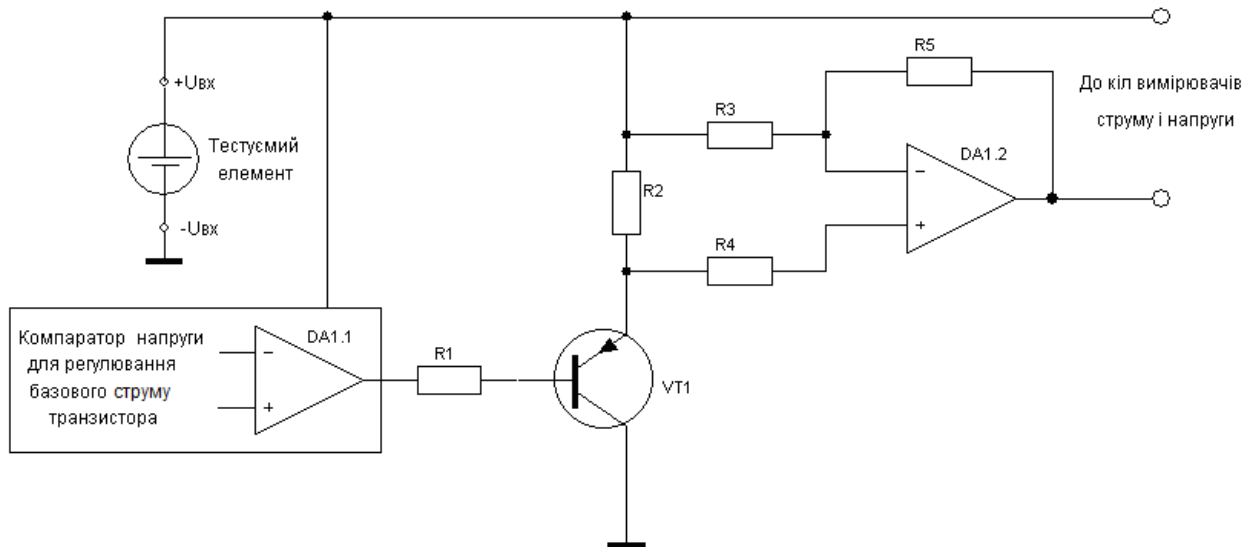 +Uвх
Тестуємий
елемент
-Uвх
Компаратор напруги
для регулювання
базового струму
транзистора
DA1.1
-
+
R1
VT1
R2
R3
R4
R5
DA1.2
-
+
До кіл вимірювачів
струму і напруги